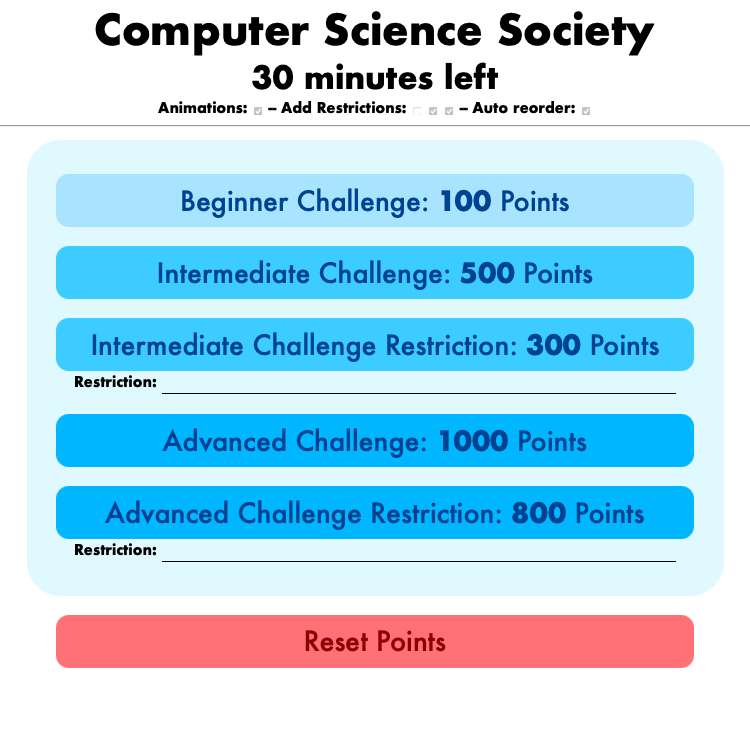 Computer Science Society
30 minutes left
Animations: – Add Restrictions: – Auto reorder:
Beginner Challenge: 100 Points
Intermediate Challenge: 500 Points
Intermediate Challenge Restriction: 300 Points
Restriction:
Advanced Challenge: 1000 Points
Advanced Challenge Restriction: 800 Points
Restriction:
Reset Points